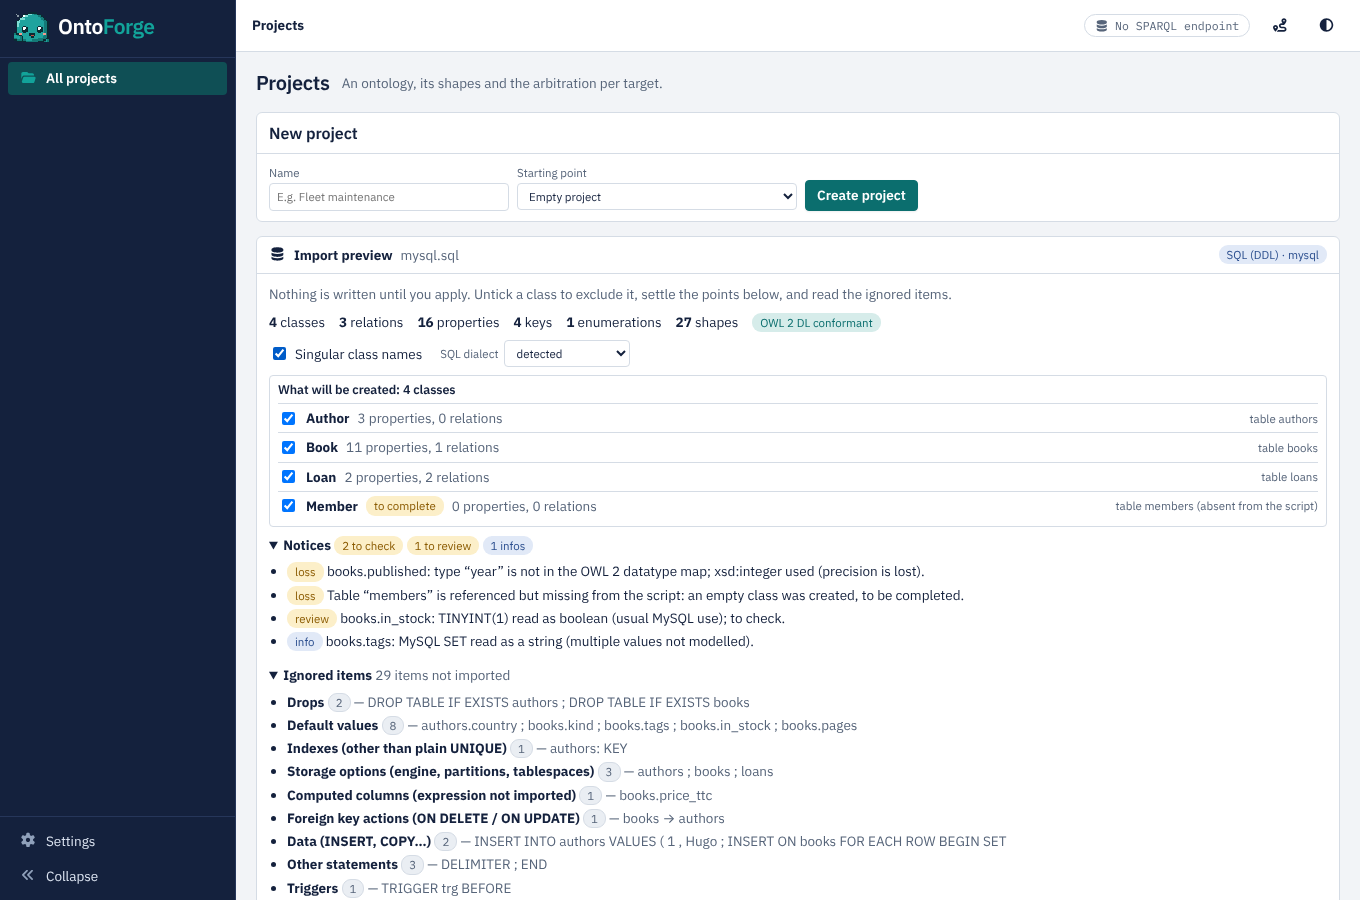 OntoForge
All projects
Settings
Collapse
Projects
No SPARQL endpoint
Projects An ontology, its shapes and the arbitration per target.
New project
Name
Starting point
E.g. Fleet maintenance
Empty project
Create project
Import preview mysql.sql
SQL (DDL) · mysql
Nothing is written until you apply. Untick a class to exclude it, settle the points below, and read the ignored items.
4 classes 3 relations 16 properties 4 keys 1 enumerations 27 shapes OWL 2 DL conformant
Singular class names SQL dialect detected
What will be created: 4 classes
Author 3 properties, 0 relations table authors
Book 11 properties, 1 relations table books
Loan 2 properties, 2 relations table loans
Member to complete 0 properties, 0 relations table members (absent from the script)
Notices 2 to check 1 to review 1 infos
loss books.published: type “year” is not in the OWL 2 datatype map; xsd:integer used (precision is lost).
loss Table “members” is referenced but missing from the script: an empty class was created, to be completed.
review books.in_stock: TINYINT(1) read as boolean (usual MySQL use); to check.
info books.tags: MySQL SET read as a string (multiple values not modelled).
Ignored items 29 items not imported
Drops 2 — DROP TABLE IF EXISTS authors ; DROP TABLE IF EXISTS books
Default values 8 — authors.country ; books.kind ; books.tags ; books.in_stock ; books.pages
Indexes (other than plain UNIQUE) 1 — authors: KEY
Storage options (engine, partitions, tablespaces) 3 — authors ; books ; loans
Computed columns (expression not imported) 1 — books.price_ttc
Foreign key actions (ON DELETE / ON UPDATE) 1 — books → authors
Data (INSERT, COPY…) 2 — INSERT INTO authors VALUES ( 1 , Hugo ; INSERT ON books FOR EACH ROW BEGIN SET
Other statements 3 — DELIMITER ; END
Triggers 1 — TRIGGER trg BEFORE